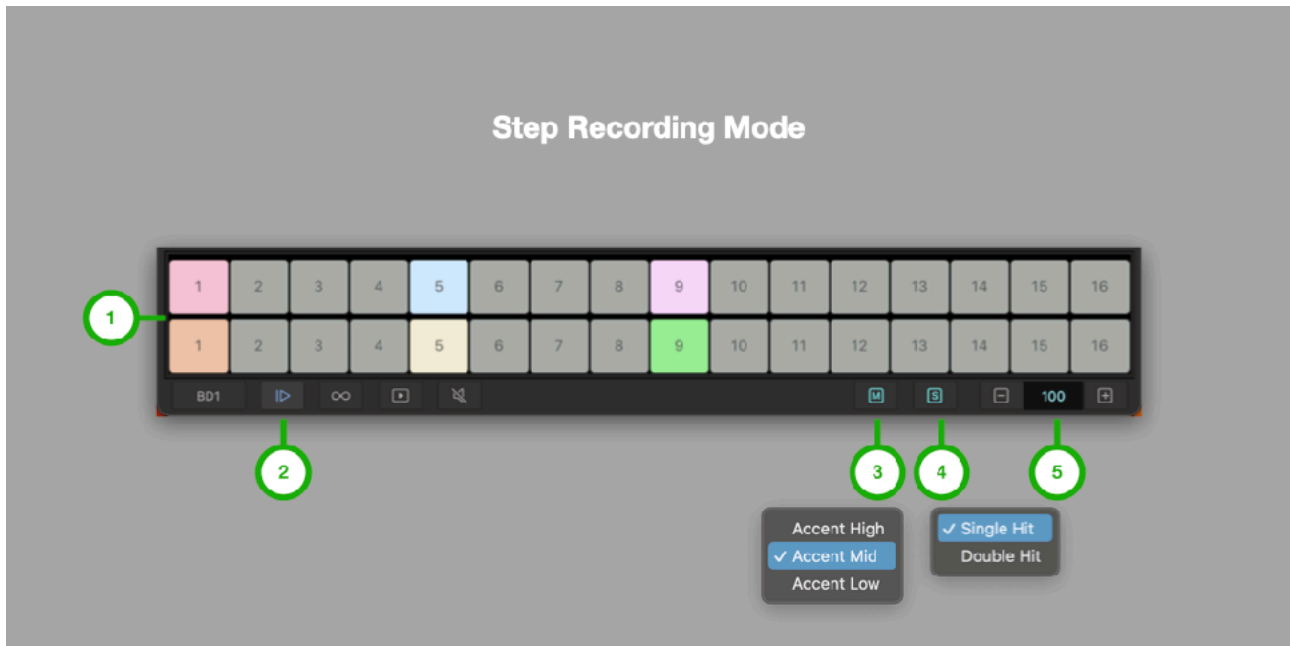 Step Recording Mode
1 2 3 4 5 6 7 8 9 10 11 12 13 14 15 16
1
1 2 3 4 5 6 7 8 9 10 11 12 13 14 15 16
BD1 M S 100
2 3 4 5
Accent High
✓ Accent Mid
Accent Low
✓ Single Hit
Double Hit